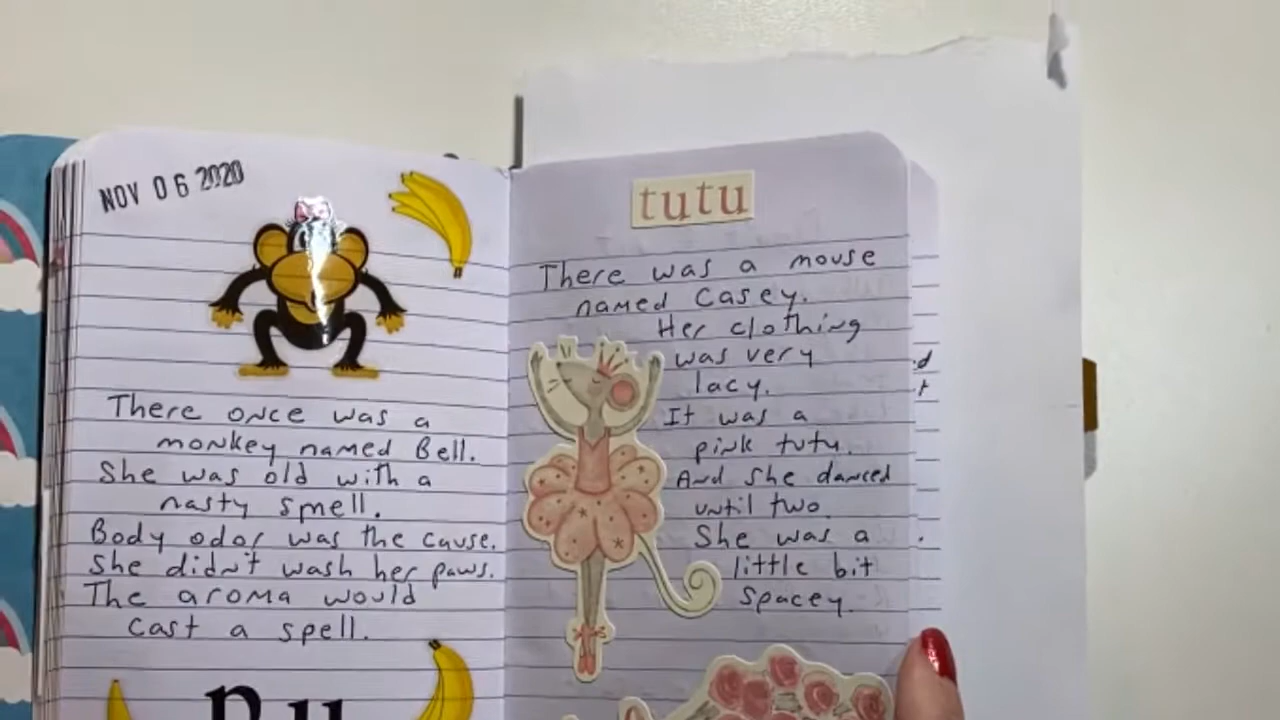 NOV 06 2020
There once was a
monkey named Bell.
She was old with a
nasty smell.
Body odor was the cause.
She didn't wash her paws.
The aroma would
cast a spell.
tutu
There was a mouse
named Casey.
Her clothing
was very
lacy.
It was a
pink tutu.
And she danced
until two.
She was a
little bit
spacey.